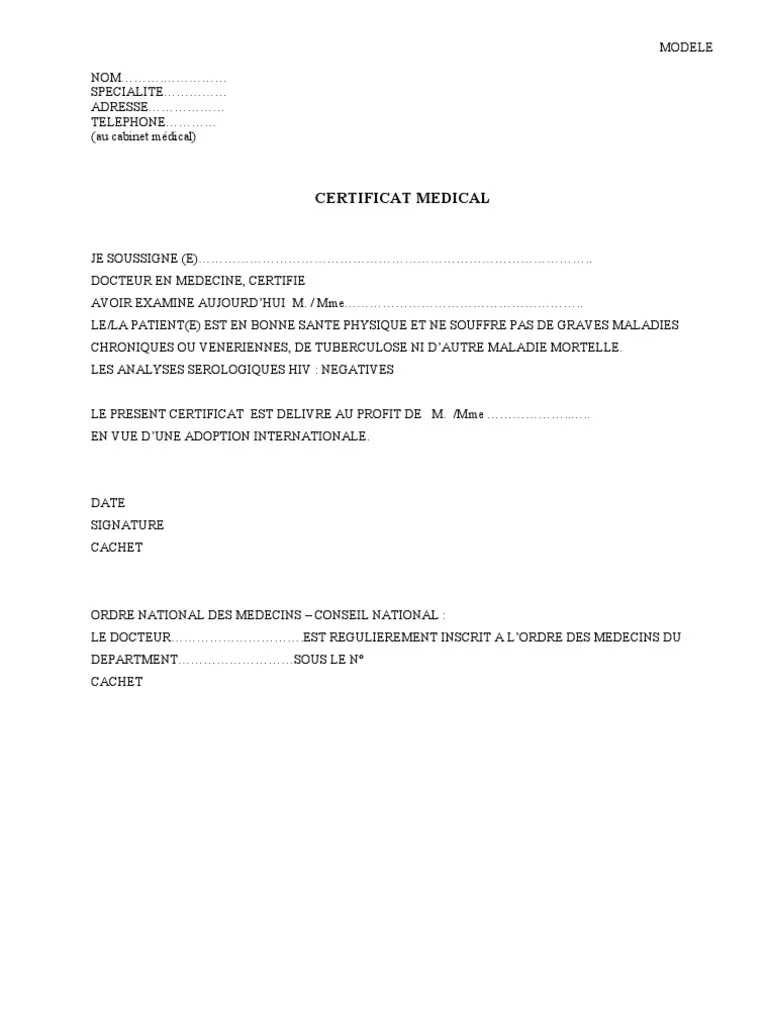 MODELE
NOM………………….…
SPECIALITE……………
ADRESSE………………
TELEPHONE…………
(au cabinet médical)
CERTIFICAT MEDICAL
JE SOUSSIGNE (E)………………………………………………………………………………..
DOCTEUR EN MEDECINE, CERTIFIE
AVOIR EXAMINE AUJOURD’HUI M. / Mme………………………………………………..
LE/LA PATIENT(E) EST EN BONNE SANTE PHYSIQUE ET NE SOUFFRE PAS DE GRAVES MALADIES
CHRONIQUES OU VENERIENNES, DE TUBERCULOSE NI D’AUTRE MALADIE MORTELLE.
LES ANALYSES SEROLOGIQUES HIV : NEGATIVES
LE PRESENT CERTIFICAT EST DELIVRE AU PROFIT DE M. /Mme ………………..…..
EN VUE D’UNE ADOPTION INTERNATIONALE.
DATE
SIGNATURE
CACHET
ORDRE NATIONAL DES MEDECINS – CONSEIL NATIONAL :
LE DOCTEUR………………………….EST REGULIEREMENT INSCRIT A L’ORDRE DES MEDECINS DU
DEPARTMENT………………………SOUS LE N°
CACHET